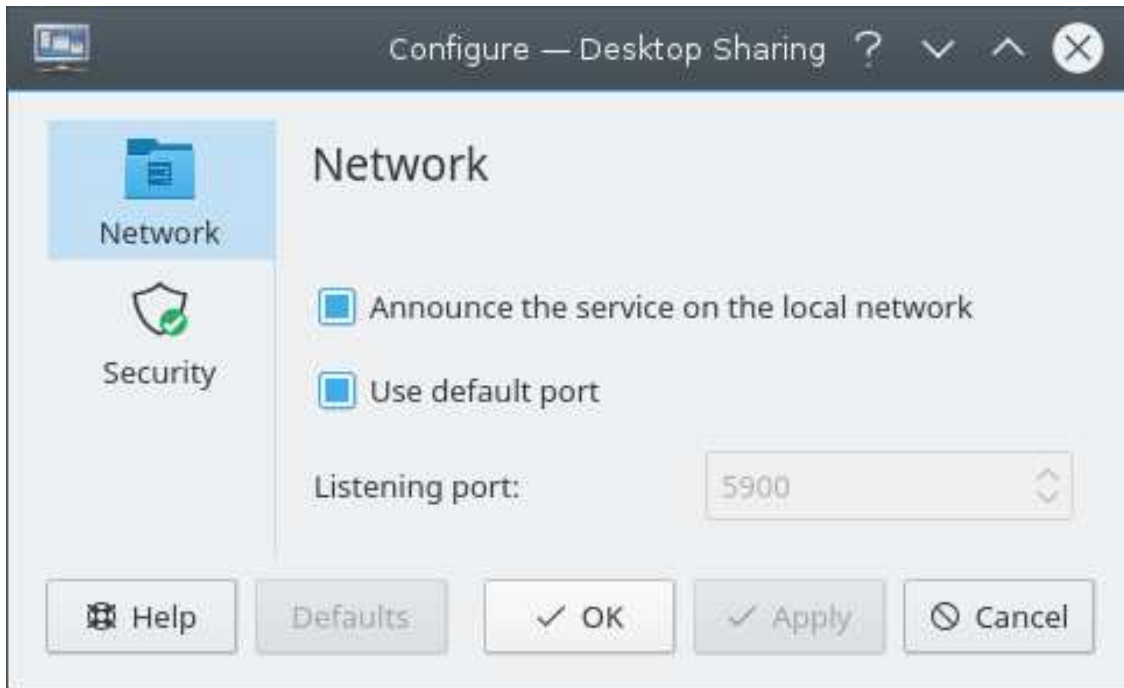 Configure — Desktop Sharing
Network
Security
Network
Announce the service on the local network
Use default port
Listening port: 5900
Help Defaults OK Apply Cancel